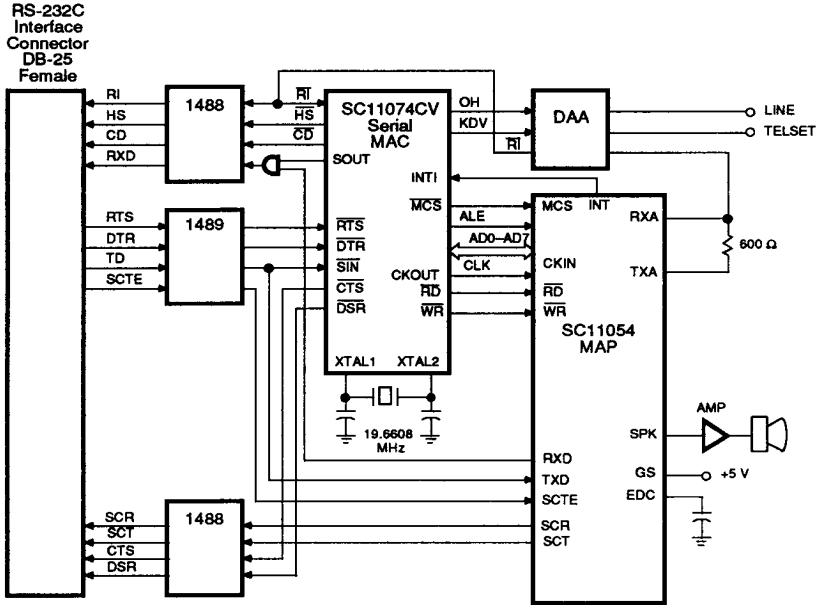 RS-232C
Interface
Connector
DB-25
Female
RI
HS
CD
RXD
1488
RI
HS
CD
SOUT
SC11074CV
Serial
MAC
OH
KDV
RI
DAA
LINE
TELSET
INTI
MCS
ALE
AD0–AD7
CKOUT
CLK
RD
WR
MCS
INT
RXA
600 Ω
TXA
CKIN
RD
WR
SC11054
MAP
RTS
DTR
TD
SCTE
1489
RTS
DTR
SIN
CTS
DSR
XTAL1
XTAL2
19.6608
MHz
AMP
SPK
GS
+5 V
EDC
RXD
TXD
SCTE
SCR
SCT
SCR
SCT
CTS
DSR
1488